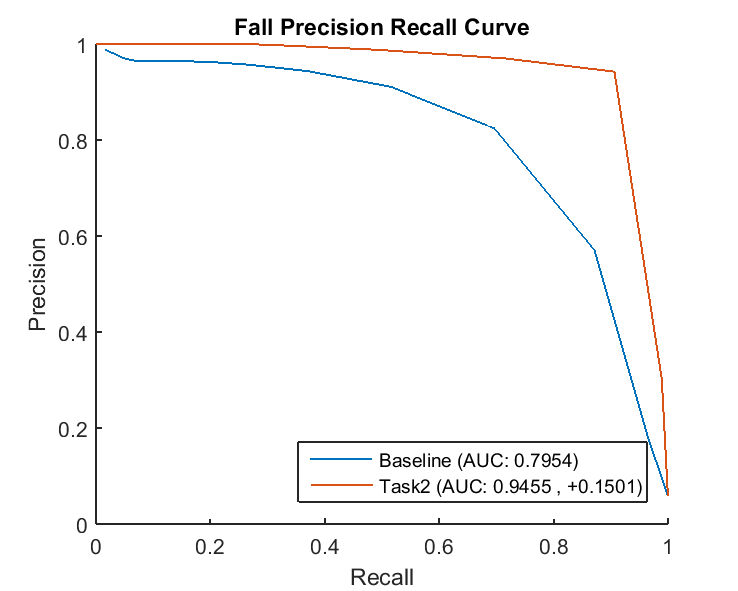 Fall Precision Recall Curve
1
0.8
0.6
0.4
0.2
0
Precision
Baseline (AUC: 0.7954)
Task2 (AUC: 0.9455 , +0.1501)
0 0.2 0.4 0.6 0.8 1
Recall